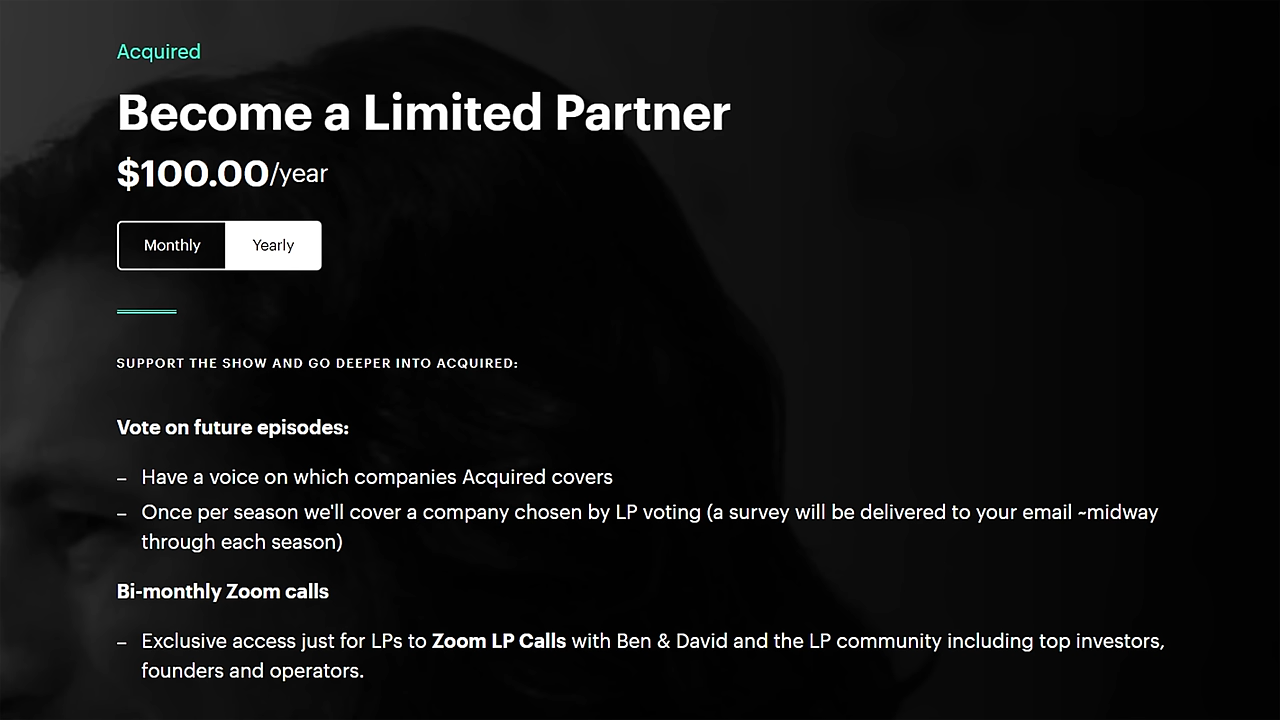 Acquired
Become a Limited Partner
$100.00/year
Monthly Yearly
SUPPORT THE SHOW AND GO DEEPER INTO ACQUIRED:
Vote on future episodes:
– Have a voice on which companies Acquired covers
– Once per season we'll cover a company chosen by LP voting (a survey will be delivered to your email ~midway
through each season)
Bi-monthly Zoom calls
– Exclusive access just for LPs to Zoom LP Calls with Ben & David and the LP community including top investors,
founders and operators.